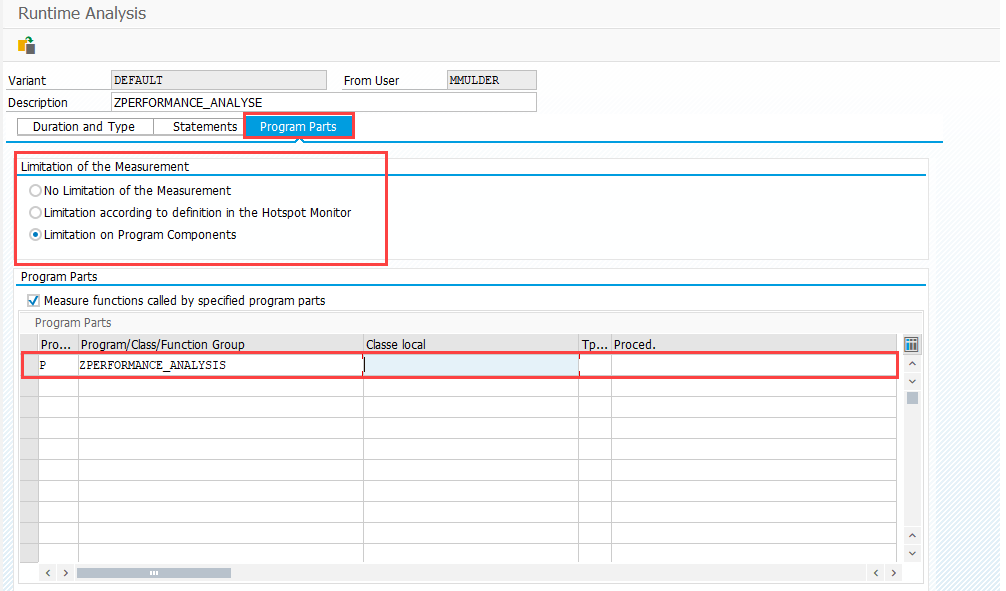 Runtime Analysis
Variant DEFAULT From User MMULDER
Description ZPERFORMANCE_ANALYSE
Duration and Type Statements Program Parts
Limitation of the Measurement
No Limitation of the Measurement
Limitation according to definition in the Hotspot Monitor
Limitation on Program Components
Program Parts
Measure functions called by specified program parts
Program Parts
Pro... Program/Class/Function Group Classe local Tp... Proced.
P ZPERFORMANCE_ANALYSIS